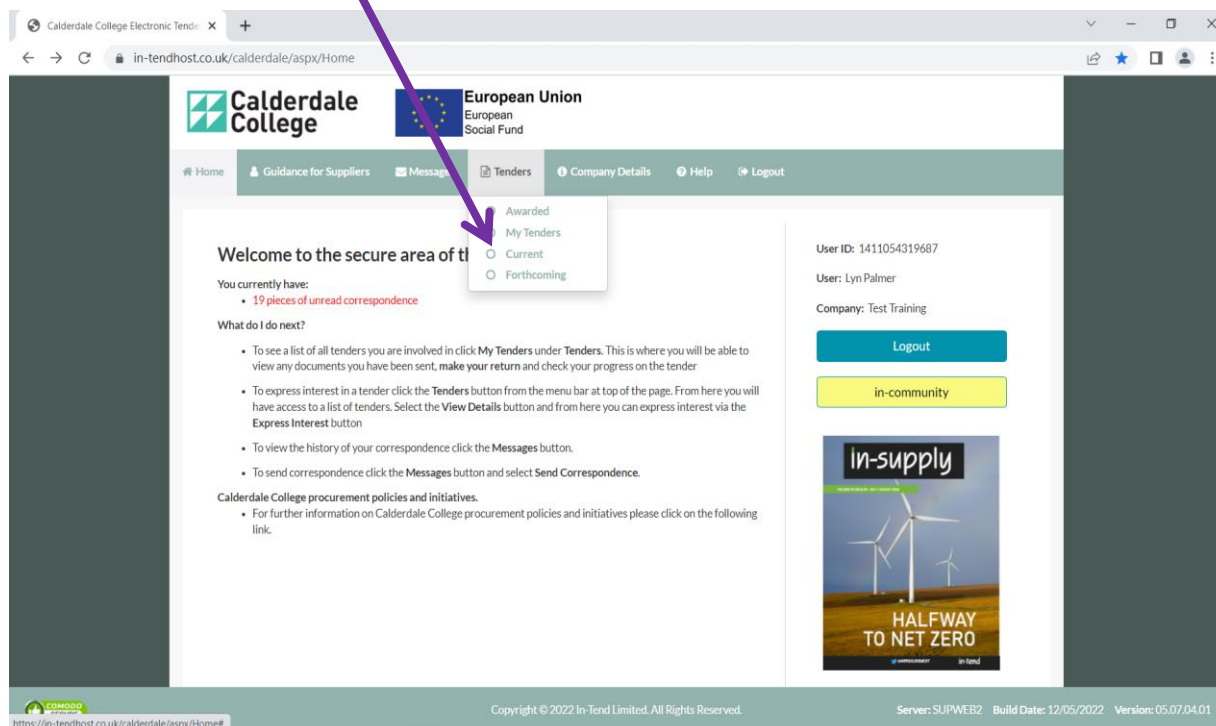 Calderdale College Electronic Tende
in-tendhost.co.uk/calderdale/aspx/Home
Calderdale
College
European Union
European
Social Fund
Home Guidance for Suppliers Message Tenders Company Details Help Logout
Awarded
My Tenders
Current
Forthcoming
Welcome to the secure area of t
You currently have:
• 19 pieces of unread correspondence
What do I do next?
• To see a list of all tenders you are involved in click My Tenders under Tenders. This is where you will be able to
view any documents you have been sent, make your return and check your progress on the tender
• To express interest in a tender click the Tenders button from the menu bar at top of the page. From here you will
have access to a list of tenders. Select the View Details button and from here you can express interest via the
Express Interest button
• To view the history of your correspondence click the Messages button.
• To send correspondence click the Messages button and select Send Correspondence.
Calderdale College procurement policies and initiatives.
• For further information on Calderdale College procurement policies and initiatives please click on the following
link.
User ID: 1411054319687
User: Lyn Palmer
Company: Test Training
Logout
in-community
in-supply
HALFWAY
TO NET ZERO
in-tend
COMODO
SECURE
https://in-tendhost.co.uk/calderdale/aspx/Home#
Copyright © 2022 In-Tend Limited. All Rights Reserved.
Server: SUPWEB2 Build Date: 12/05/2022 Version: 05.07.04.01